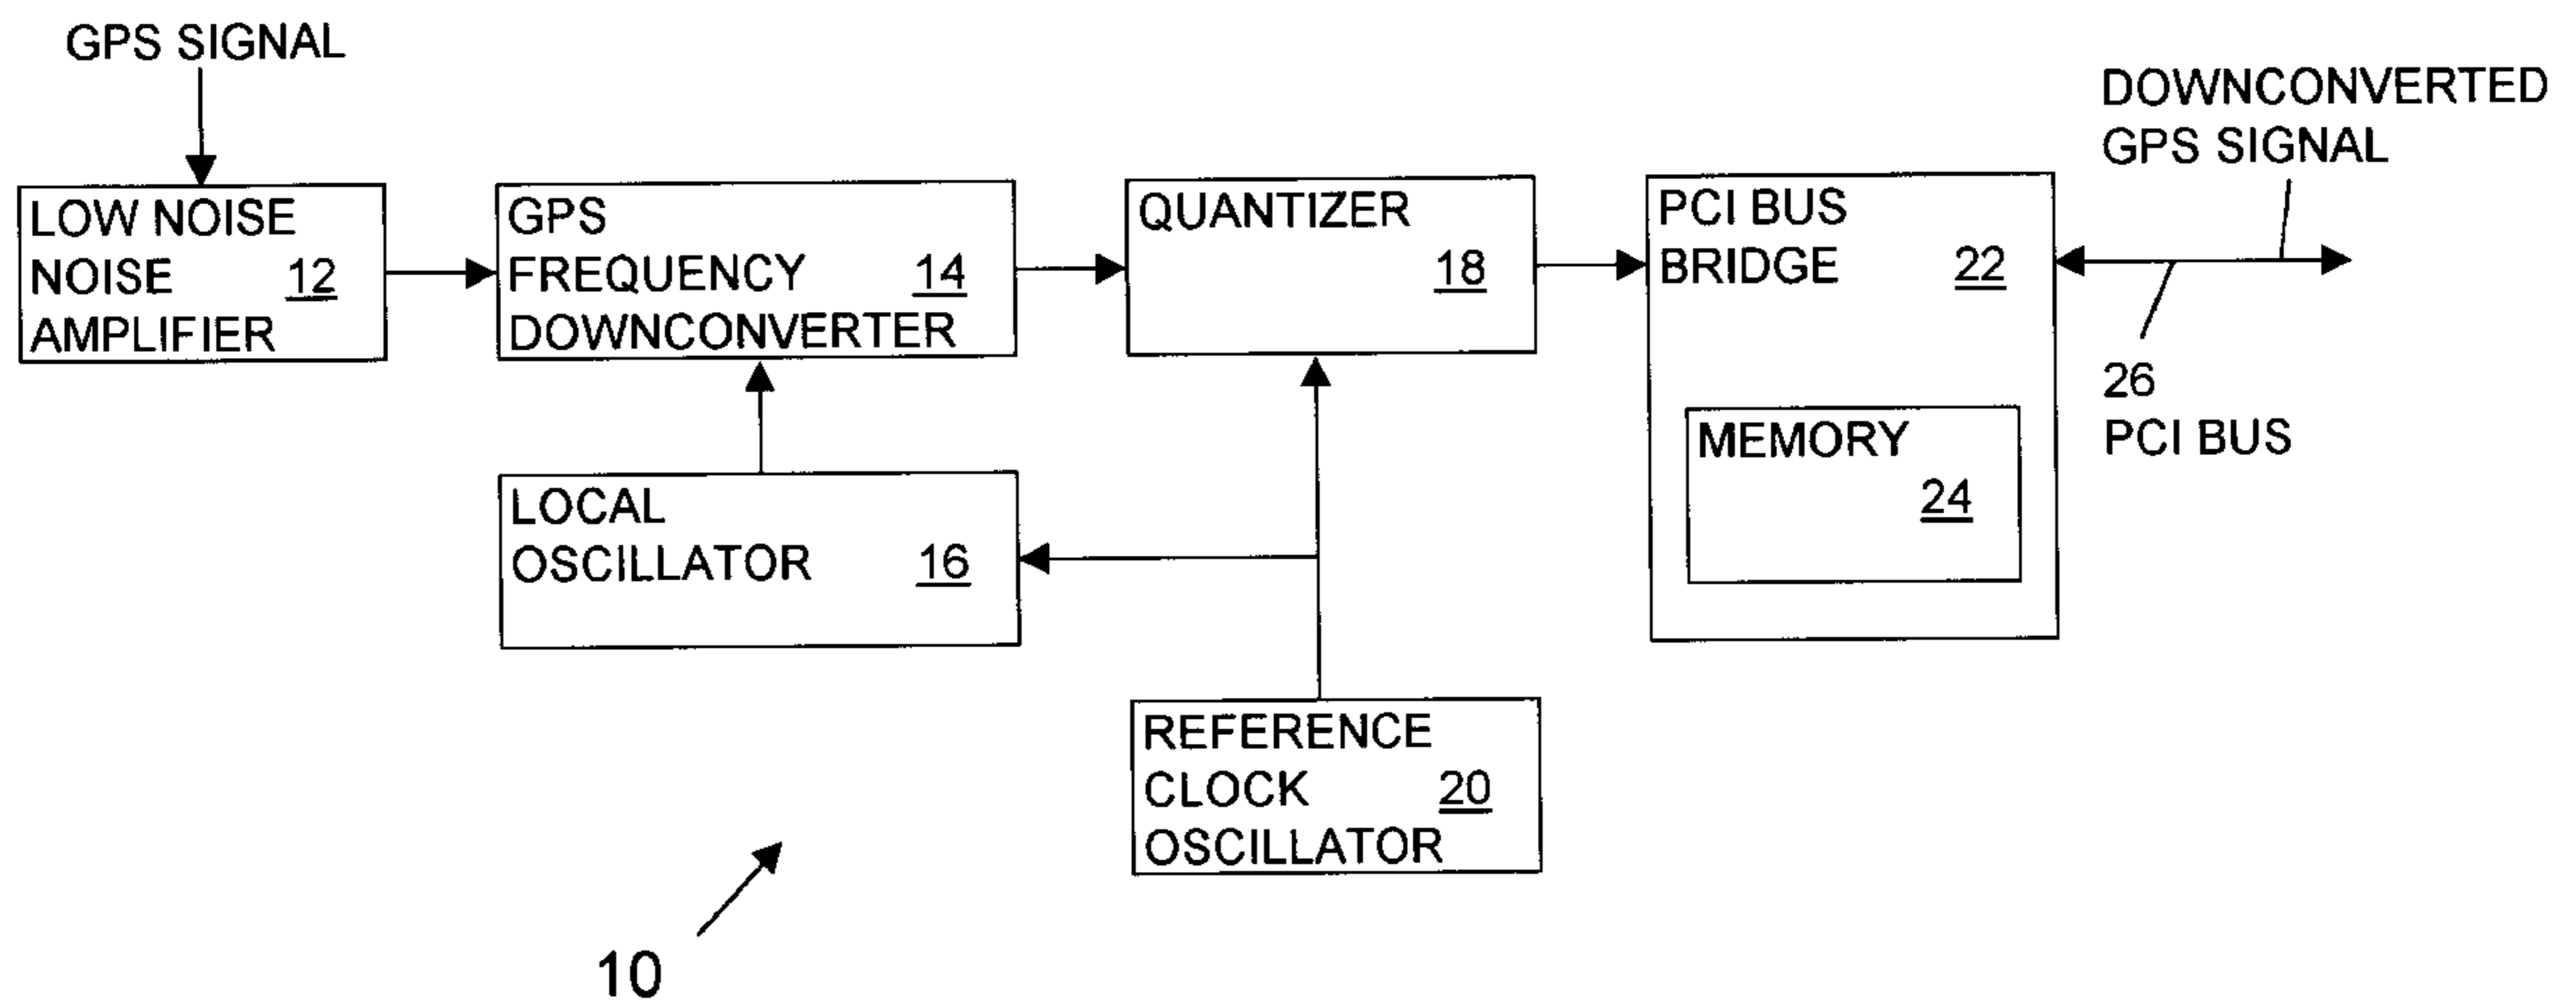 GPS SIGNAL
LOW NOISE
NOISE 12
AMPLIFIER
GPS
FREQUENCY 14
DOWNCONVERTER
QUANTIZER
18
PCI BUS
BRIDGE 22
MEMORY
24
DOWNCONVERTED
GPS SIGNAL
26
PCI BUS
LOCAL
OSCILLATOR 16
REFERENCE
CLOCK 20
OSCILLATOR
10